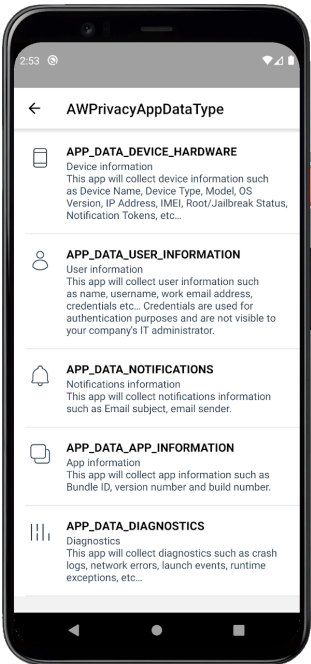 2:53
AWPrivacyAppDataType
APP_DATA_DEVICE_HARDWARE
Device information
This app will collect device information such
as Device Name, Device Type, Model, OS
Version, IP Address, IMEI, Root/Jailbreak Status,
Notification Tokens, etc...
APP_DATA_USER_INFORMATION
User information
This app will collect user information such
as name, username, work email address,
credentials etc... Credentials are used for
authentication purposes and are not visible to
your company's IT administrator.
APP_DATA_NOTIFICATIONS
Notifications information
This app will collect notifications information
such as Email subject, email sender.
APP_DATA_APP_INFORMATION
App information
This app will collect app information such as
Bundle ID, version number and build number.
APP_DATA_DIAGNOSTICS
Diagnostics
This app will collect diagnostics such as crash
logs, network errors, launch events, runtime
exceptions, etc...